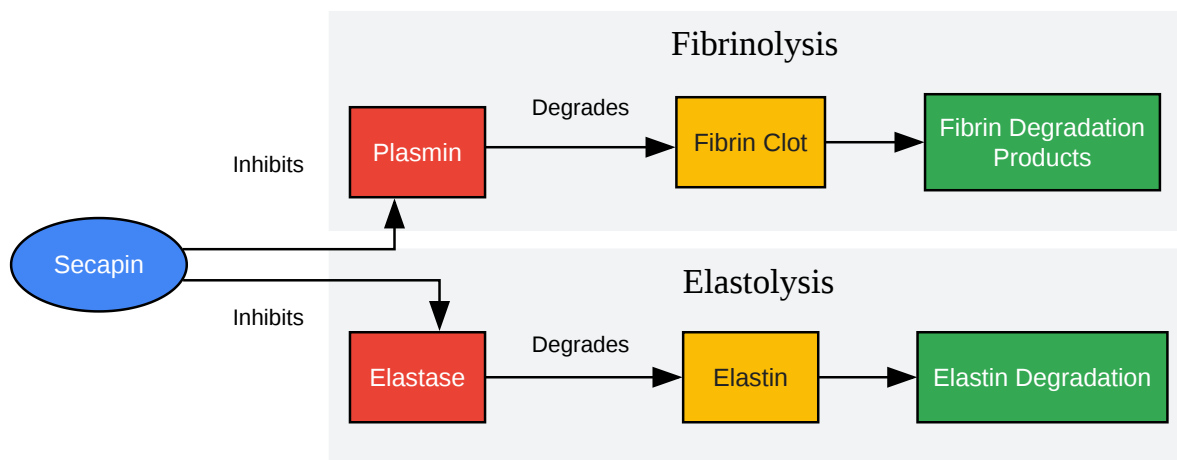 Fibrinolysis
Degrades
Plasmin
Fibrin Clot
Fibrin Degradation
Products
Inhibits
Secapin
Elastolysis
Inhibits
Degrades
Elastase
Elastin
Elastin Degradation